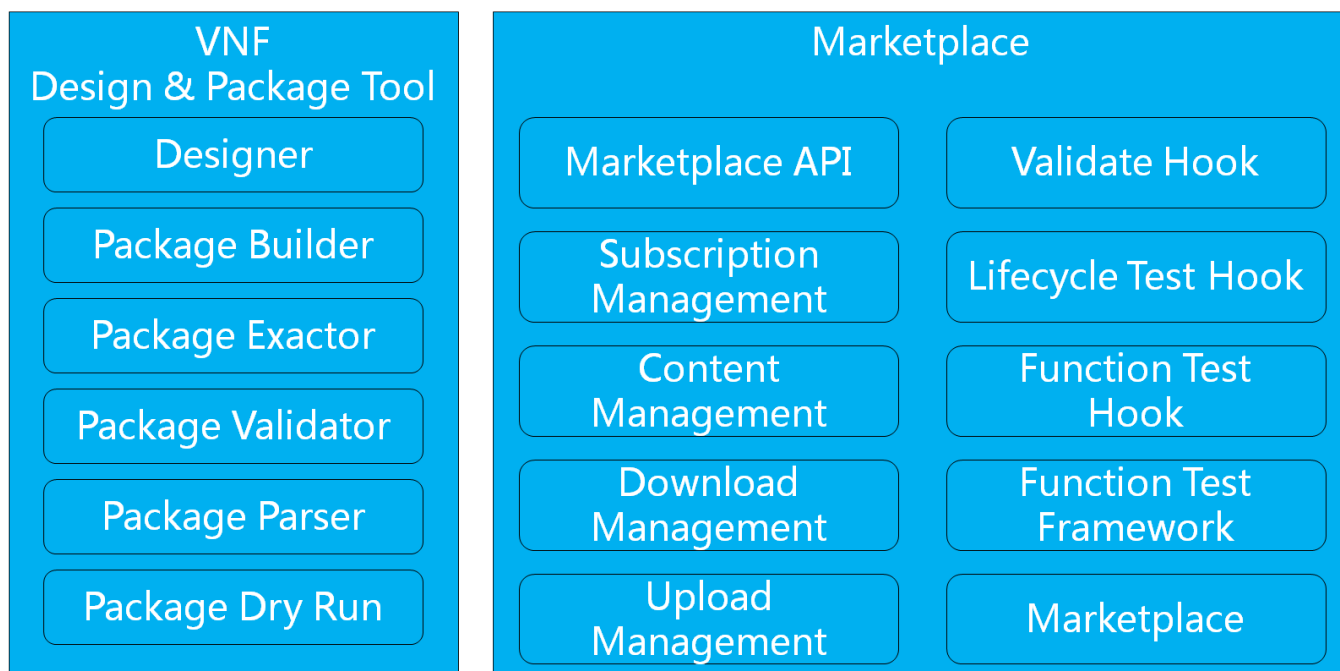 VNF
Design & Package Tool
Designer
Package Builder
Package Exactor
Package Validator
Package Parser
Package Dry Run
Marketplace
Marketplace API
Subscription
Management
Content
Management
Download
Management
Upload
Management
Validate Hook
Lifecycle Test Hook
Function Test
Hook
Function Test
Framework
Marketplace